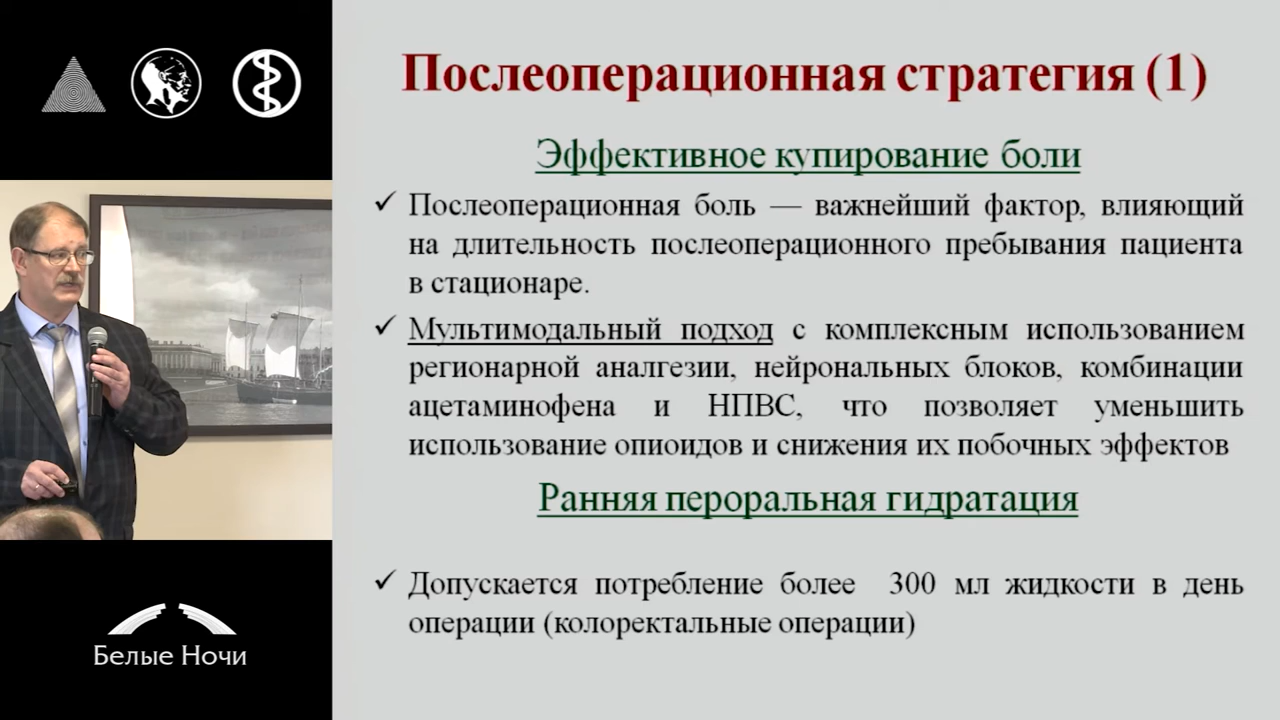 Послеоперационная стратегия (1)
Эффективное купирование боли
✓ Послеоперационная боль — важнейший фактор, влияющий
на длительность послеоперационного пребывания пациента
в стационаре.
✓ Мультимодальный подход с комплексным использованием
регионарной аналгезии, нейрональных блоков, комбинации
ацетаминофена и НПВС, что позволяет уменьшить
использование опиоидов и снижения их побочных эффектов
Ранняя пероральная гидратация
✓ Допускается потребление более 300 мл жидкости в день
операции (колоректальные операции)
Белые Ночи